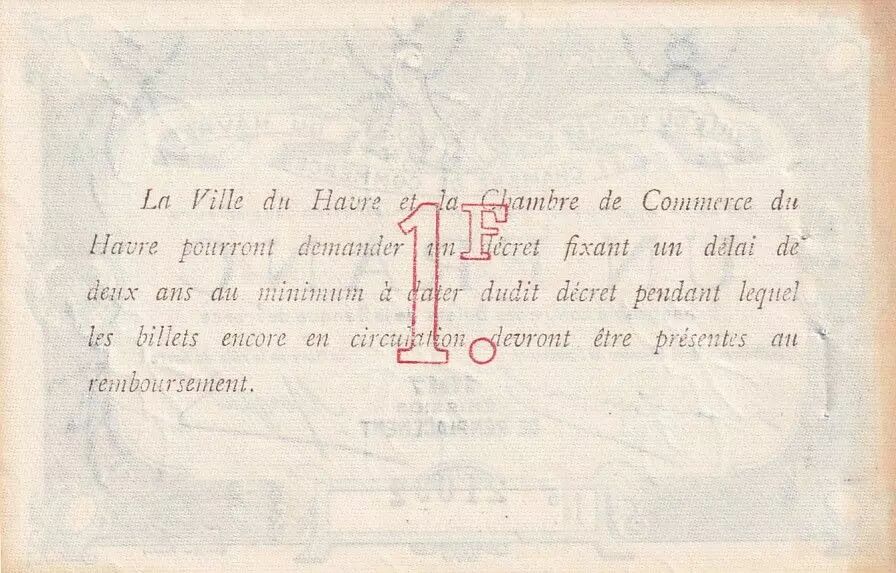 La Ville du Havre et la Chambre de Commerce du
Havre pourront demander un décret fixant un délai de
deux ans au minimum à dater dudit décret pendant lequel
les billets encore en circulation devront être présentes au
remboursement.
1F.